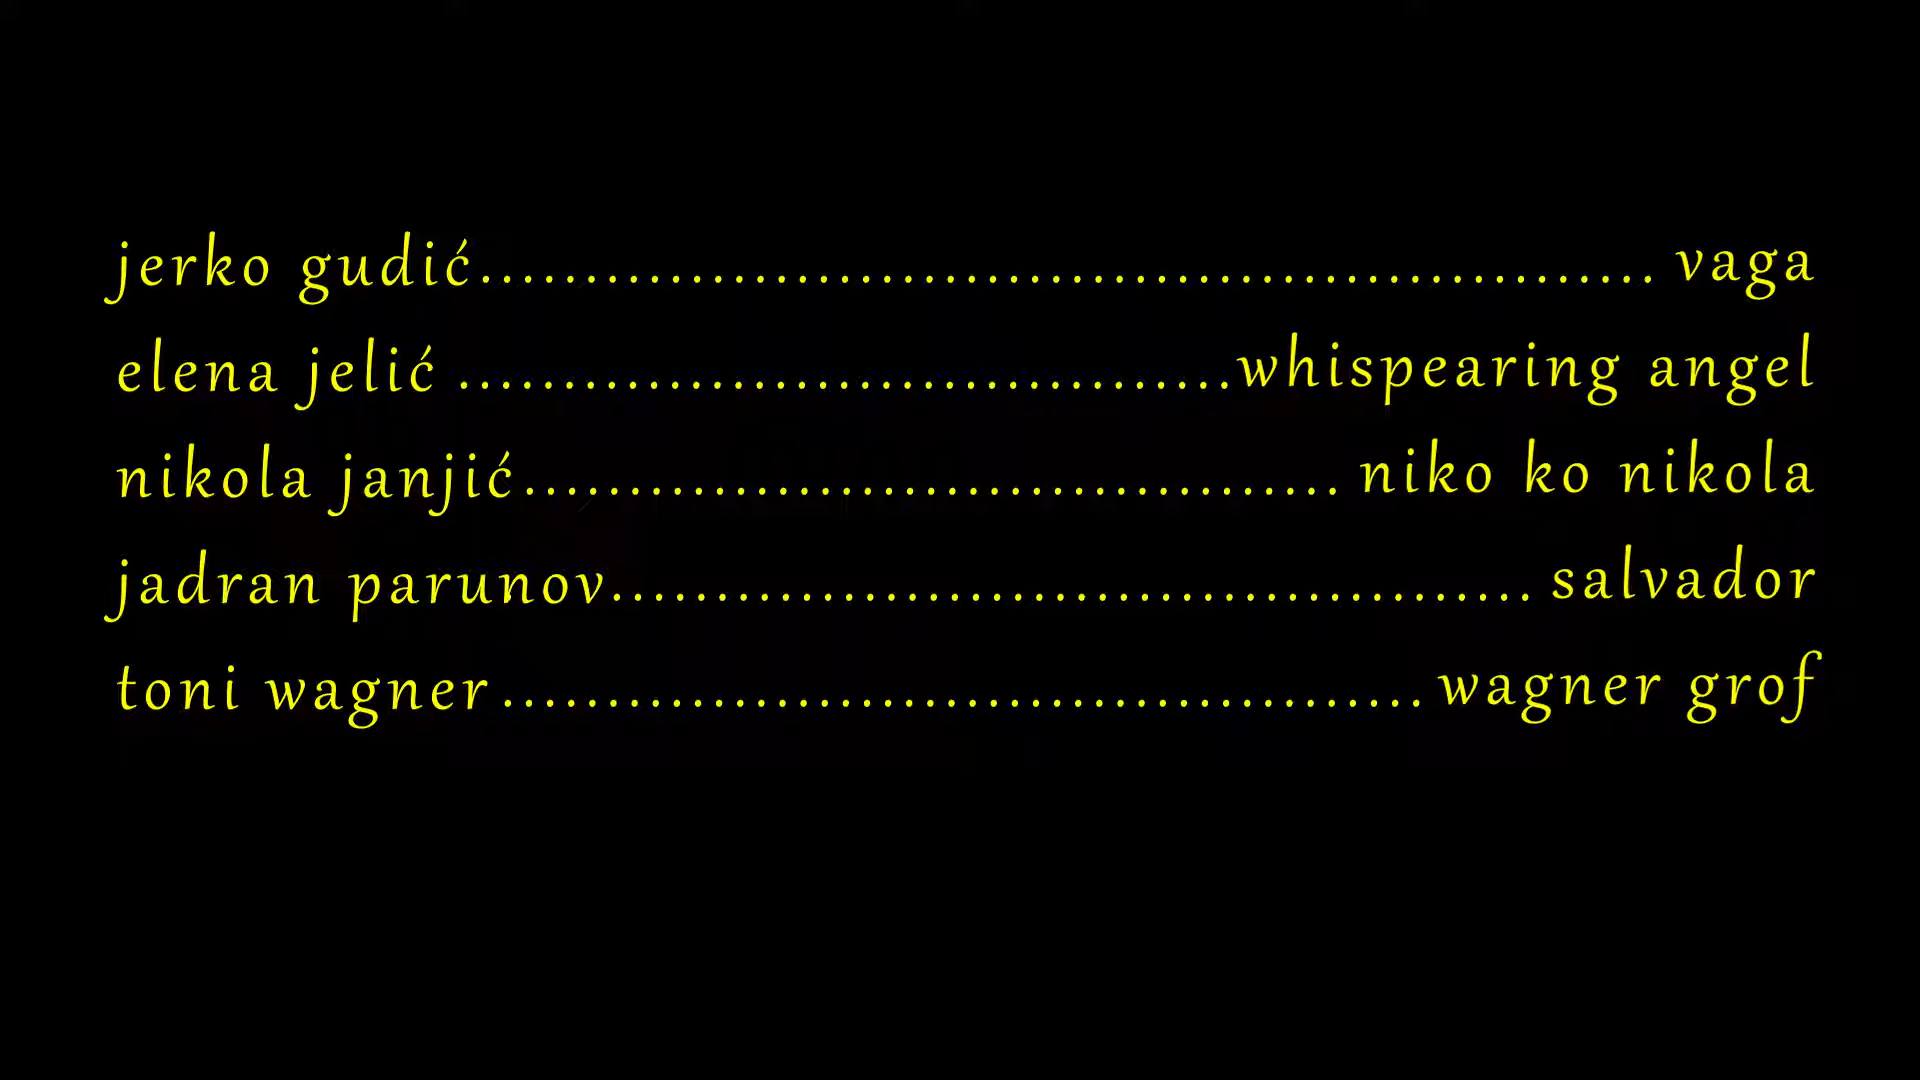 jerko gudić........................................................ vaga
elena jelić .....................................whispearing angel
nikola janjić....................................... niko ko nikola
jadran parunov............................................ salvador
toni wagner............................................ wagner grof